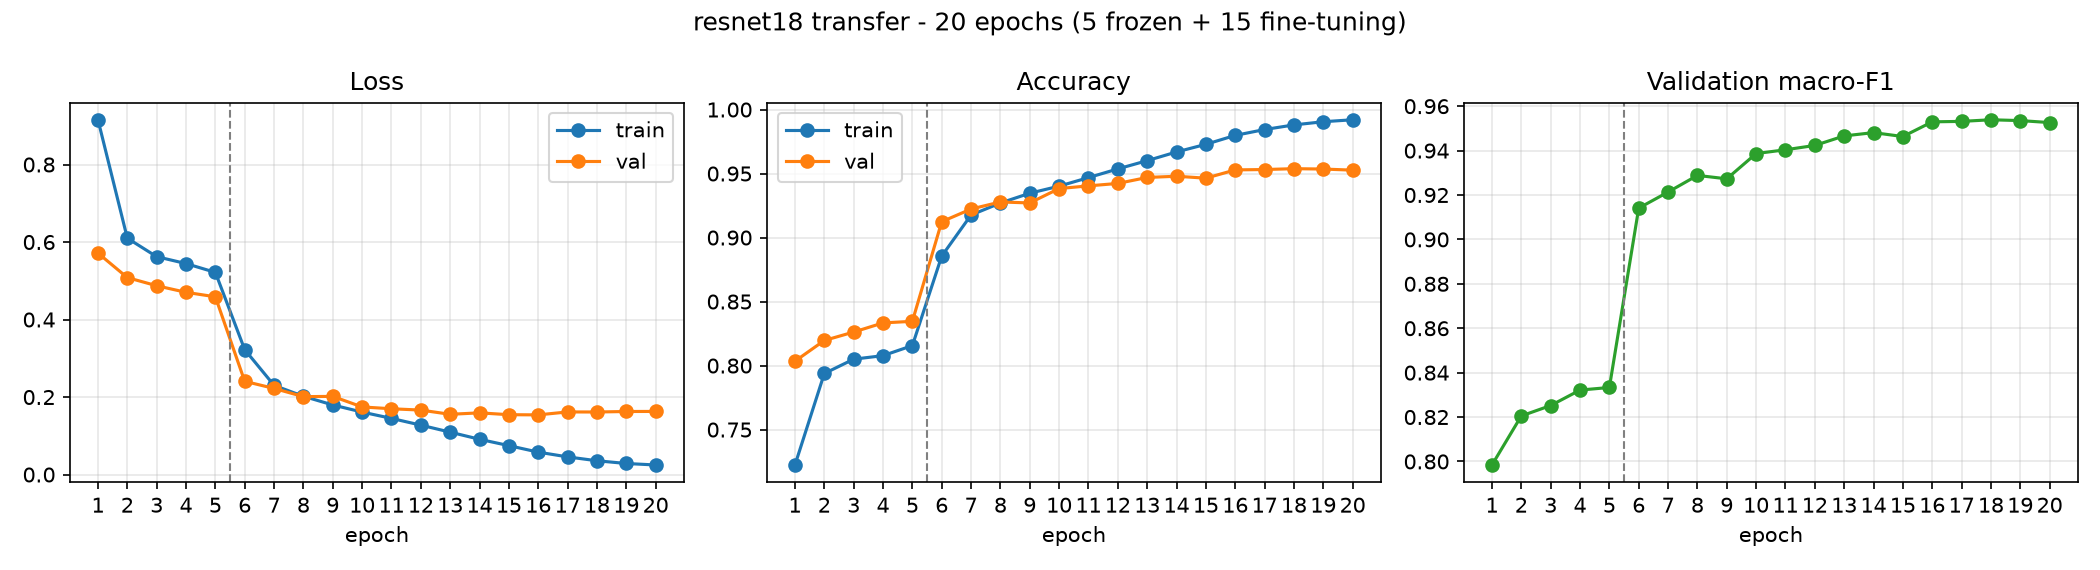 resnet18 transfer - 20 epochs (5 frozen + 15 fine-tuning)
Loss
train
val
0.8
0.6
0.4
0.2
0.0
1 2 3 4 5 6 7 8 9 10 11 12 13 14 15 16 17 18 19 20
epoch
Accuracy
train
val
1.00
0.95
0.90
0.85
0.80
0.75
1 2 3 4 5 6 7 8 9 10 11 12 13 14 15 16 17 18 19 20
epoch
Validation macro-F1
0.96
0.94
0.92
0.90
0.88
0.86
0.84
0.82
0.80
1 2 3 4 5 6 7 8 9 10 11 12 13 14 15 16 17 18 19 20
epoch